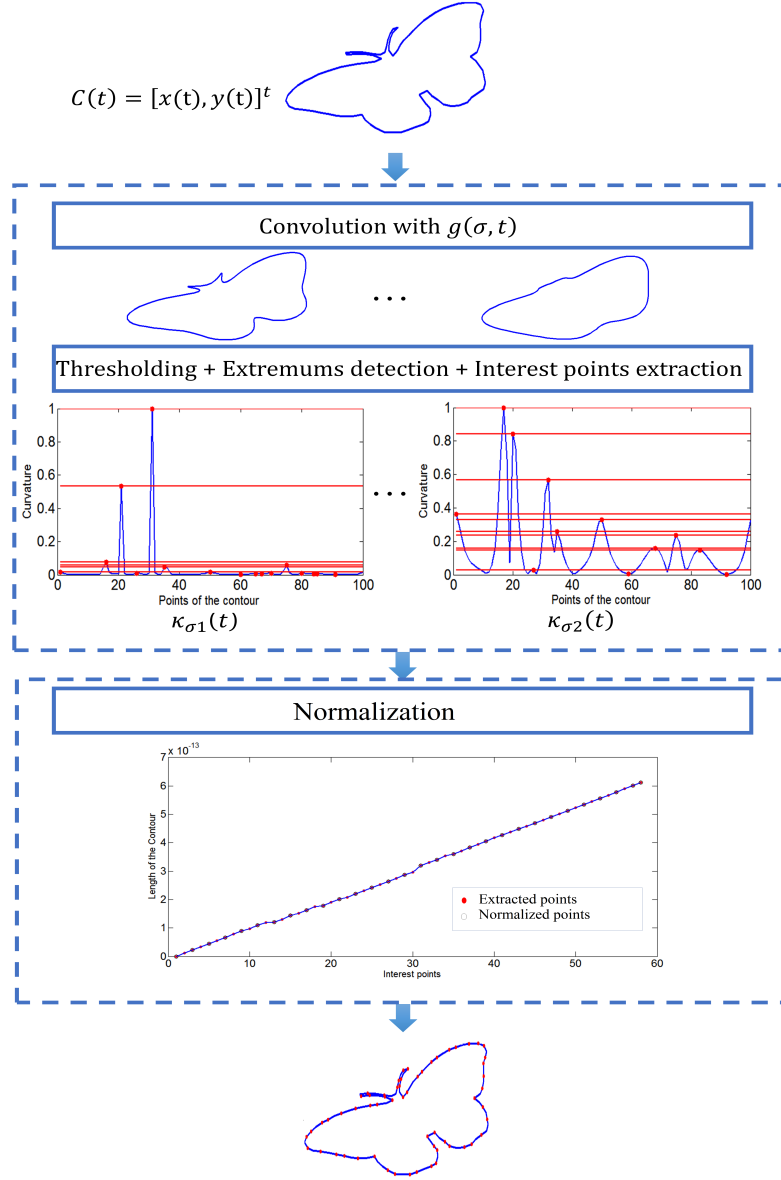 C(t) = [x(t), y(t)]ᵗ
Convolution with g(σ, t)
...
Thresholding + Extremums detection + Interest points extraction
1
0.8
0.6
0.4
0.2
0
Curvature
0 20 40 60 80 100
Points of the contour
κσ1(t)
...
1
0.8
0.6
0.4
0.2
0
Curvature
0 20 40 60 80 100
Points of the contour
κσ2(t)
Normalization
x 10⁻¹³
7
6
5
4
3
2
1
0
Length of the Contour
Extracted points
Normalized points
0 10 20 30 40 50 60
Interest points